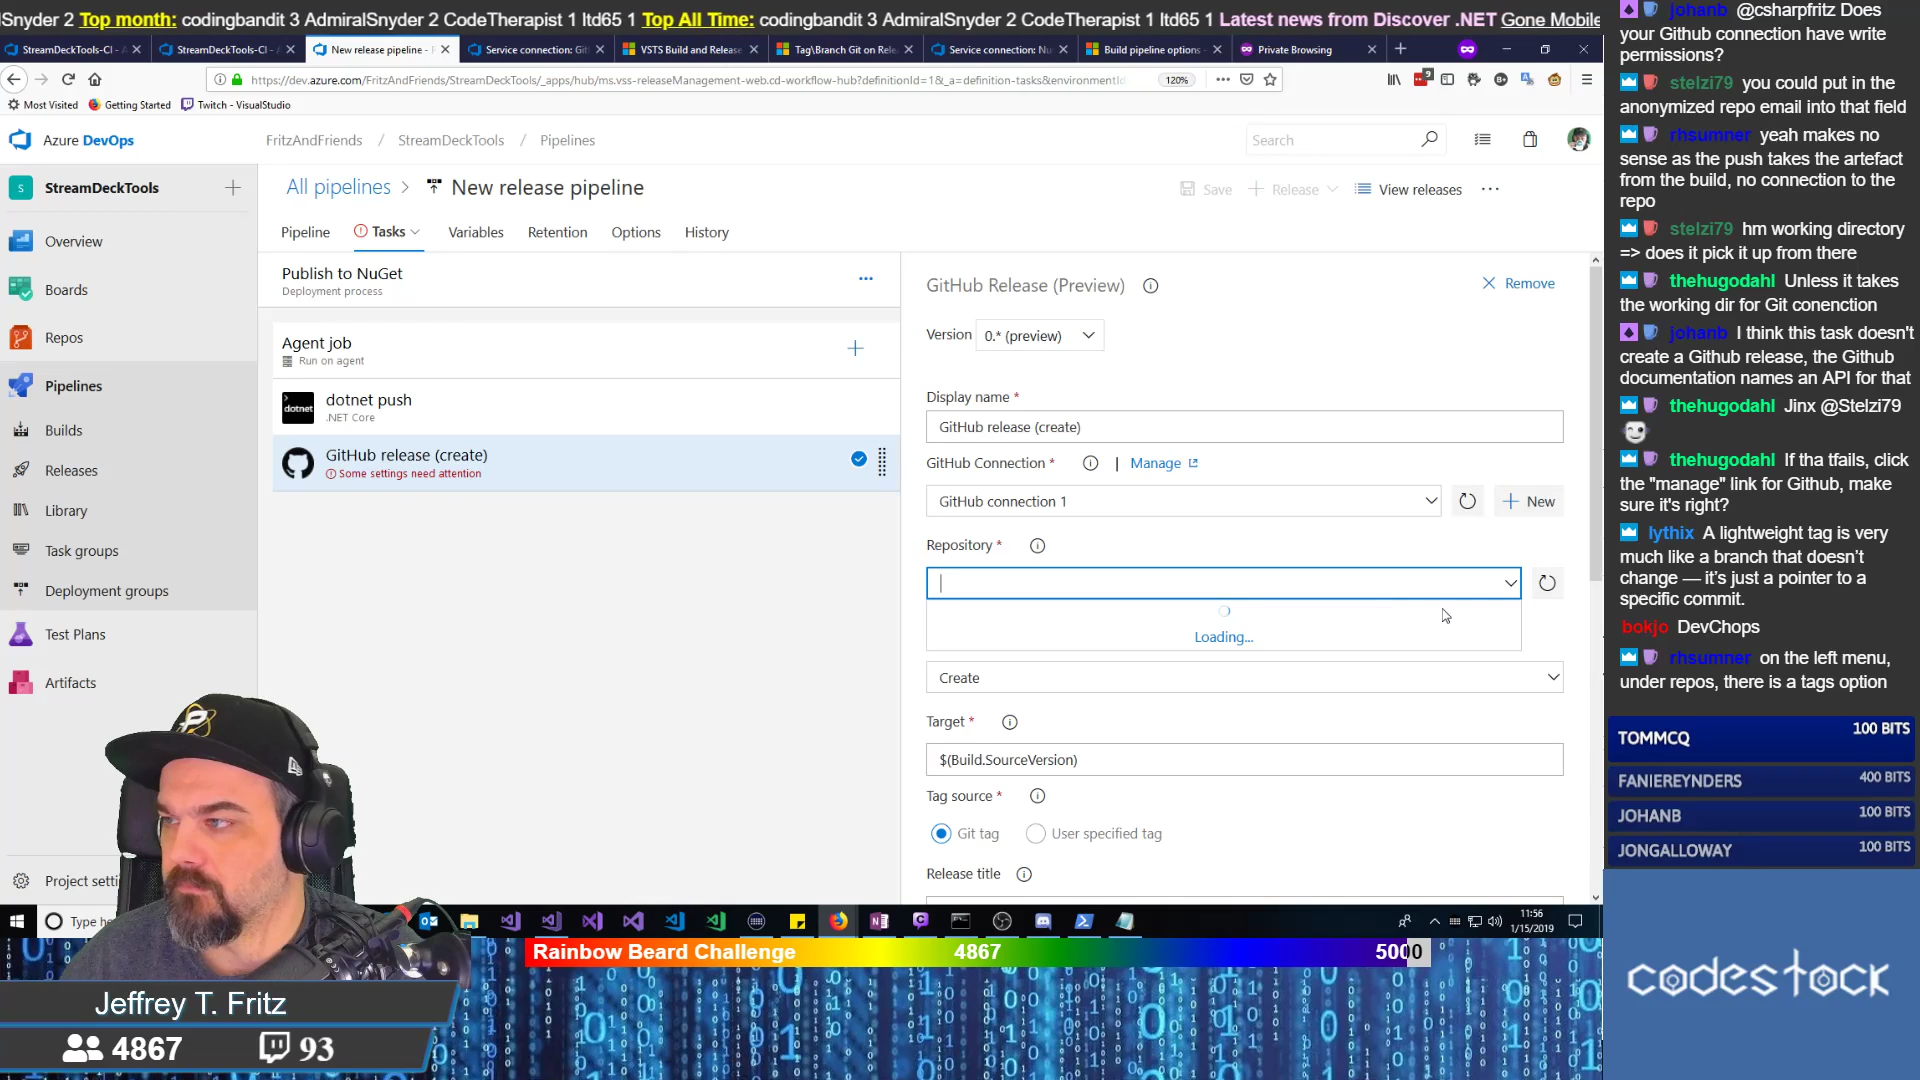 Snyder 2 Top month: codingbandit 3 AdmiralSnyder 2 CodeTherapist 1 ltd65 1 Top All Time: codingbandit 3 AdmiralSnyder 2 CodeTherapist 1 ltd65 1 Latest news from Discover .NET Gone Mobile
StreamDeckTools-CI - A
StreamDeckTools-CI - A
New release pipeline - P
Service connection: Git
VSTS Build and Release
Tag\Branch Git on Rele
Service connection: Nu
Build pipeline options -
Private Browsing
https://dev.azure.com/FritzAndFriends/StreamDeckTools/_apps/hub/ms.vss-releaseManagement-web.cd-workflow-hub?definitionId=1&_a=definition-tasks&environmentId
120%
9
Most Visited
Getting Started
Twitch - VisualStudio
Azure DevOps
FritzAndFriends / StreamDeckTools / Pipelines
Search
S
StreamDeckTools
Overview
Boards
Repos
Pipelines
Builds
Releases
Library
Task groups
Deployment groups
Test Plans
Artifacts
Project setti
All pipelines > New release pipeline
Save
Release
View releases
Pipeline
Tasks
Variables
Retention
Options
History
Publish to NuGet
Deployment process
Agent job
Run on agent
dotnet
dotnet push
.NET Core
GitHub release (create)
Some settings need attention
GitHub Release (Preview)
Remove
Version
0.* (preview)
Display name *
GitHub release (create)
GitHub Connection * | Manage
GitHub connection 1
New
Repository *
Loading...
Create
Target *
$(Build.SourceVersion)
Tag source *
Git tag
User specified tag
Release title
Type he
11:56
1/15/2019
johanb @csharpfritz Does
your Github connection have write
permissions?
stelzi79 you could put in the
anonymized repo email into that field
rhsumner yeah makes no
sense as the push takes the artefact
from the build, no connection to the
repo
stelzi79 hm working directory
=> does it pick it up from there
thehugodahl Unless it takes
the working dir for Git conenction
johanb I think this task doesn't
create a Github release, the Github
documentation names an API for that
thehugodahl Jinx @Stelzi79
thehugodahl If tha tfails, click
the "manage" link for Github, make
sure it's right?
lythix A lightweight tag is very
much like a branch that doesn't
change — it's just a pointer to a
specific commit.
bokjo DevChops
rhsumner on the left menu,
under repos, there is a tags option
TOMMCQ 100 BITS
FANIEREYNDERS 400 BITS
JOHANB 100 BITS
JONGALLOWAY 100 BITS
Rainbow Beard Challenge 4867 5000
Jeffrey T. Fritz
4867
93
codestock